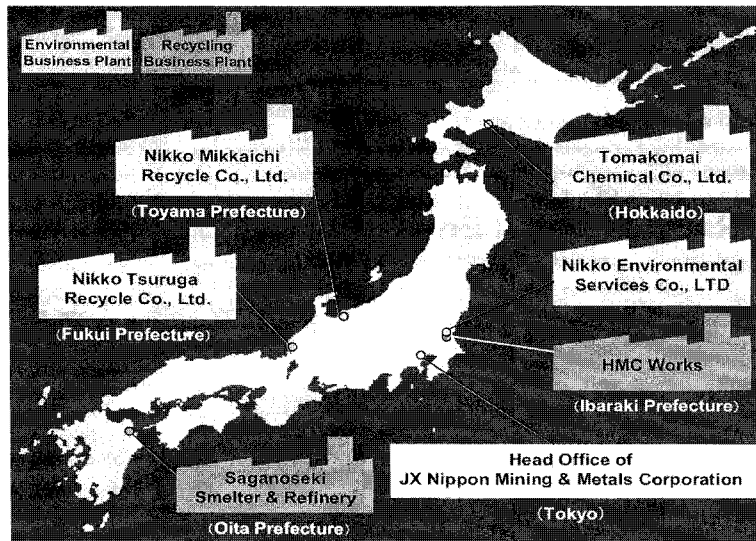 Environmental
Business Plant
Recycling
Business Plant
Nikko Mikkaichi
Recycle Co., Ltd.
(Toyama Prefecture)
Tomakomai
Chemical Co., Ltd.
(Hokkaido)
Nikko Tsuruga
Recycle Co., Ltd.
(Fukui Prefecture)
Nikko Environmental
Services Co., LTD
HMC Works
(Ibaraki Prefecture)
Saganoseki
Smelter & Refinery
(Oita Prefecture)
Head Office of
JX Nippon Mining & Metals Corporation
(Tokyo)